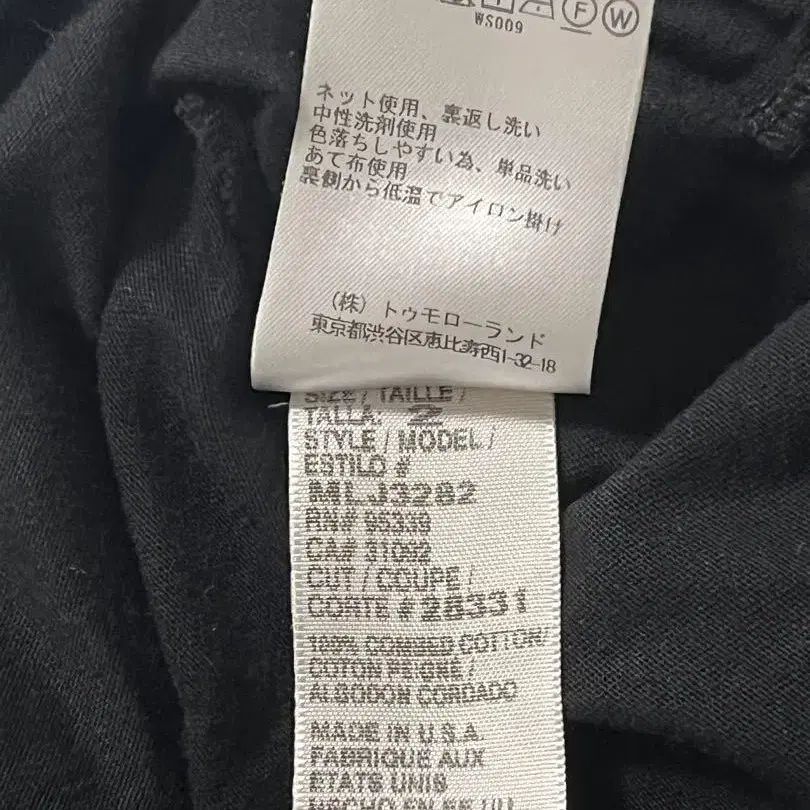 F W
WS009
ネット使用、裏返し洗い
中性洗剤使用
色落ちしやすい為、単品洗い
あて布使用
裏側から低温でアイロン掛け
(株) トゥモローランド
東京都渋谷区恵比寿西1-32-18
SIZE / TAILLE /
TALLA: 2
STYLE / MODEL /
ESTILO #
MLJ3282
RN# 95339
CA# 31092
CUT / COUPE /
CORTE # 28331
100% COMBED COTTON/
COTON PEIGNÉ /
ALGODON CORDADO
MADE IN U.S.A.
FABRIQUE AUX
ETATS UNIS
HECHO EN EE UU